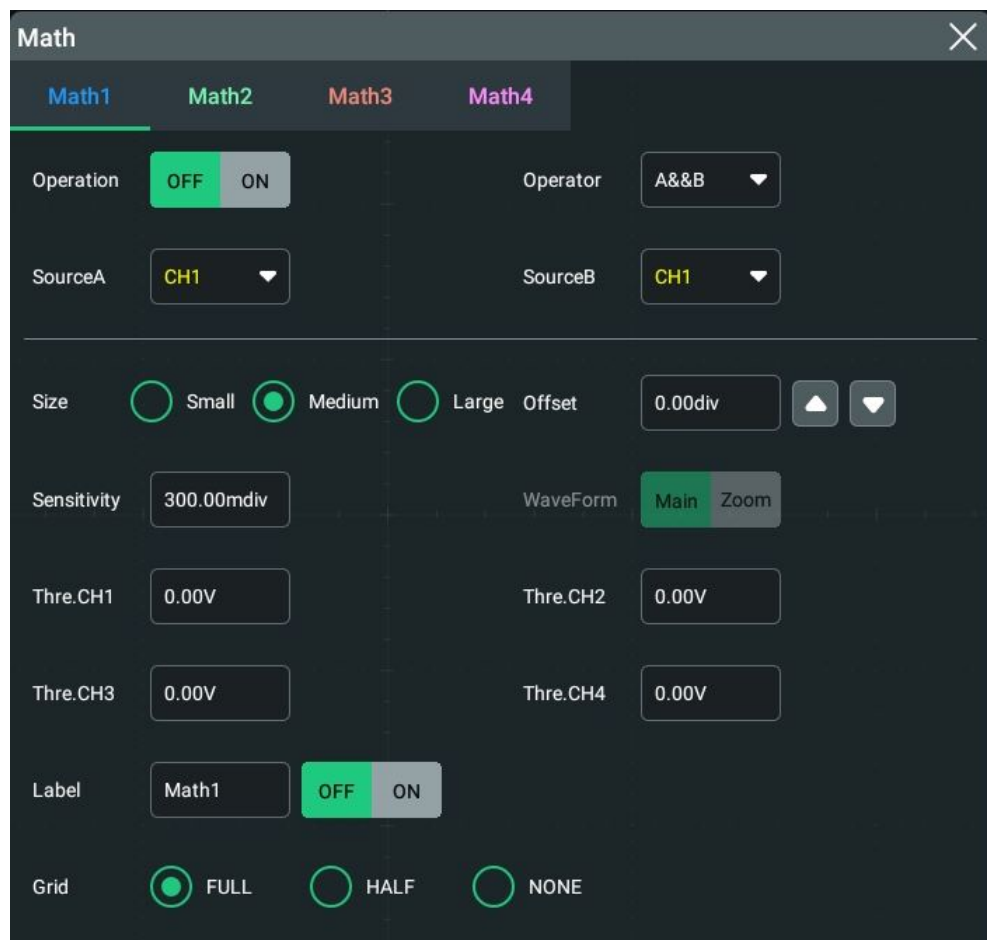 Math
Math1 Math2 Math3 Math4
Operation OFF ON Operator A&&B
SourceA CH1 SourceB CH1
Size Small Medium Large Offset 0.00div
Sensitivity 300.00mdiv WaveForm Main Zoom
Thre.CH1 0.00V Thre.CH2 0.00V
Thre.CH3 0.00V Thre.CH4 0.00V
Label Math1 OFF ON
Grid FULL HALF NONE